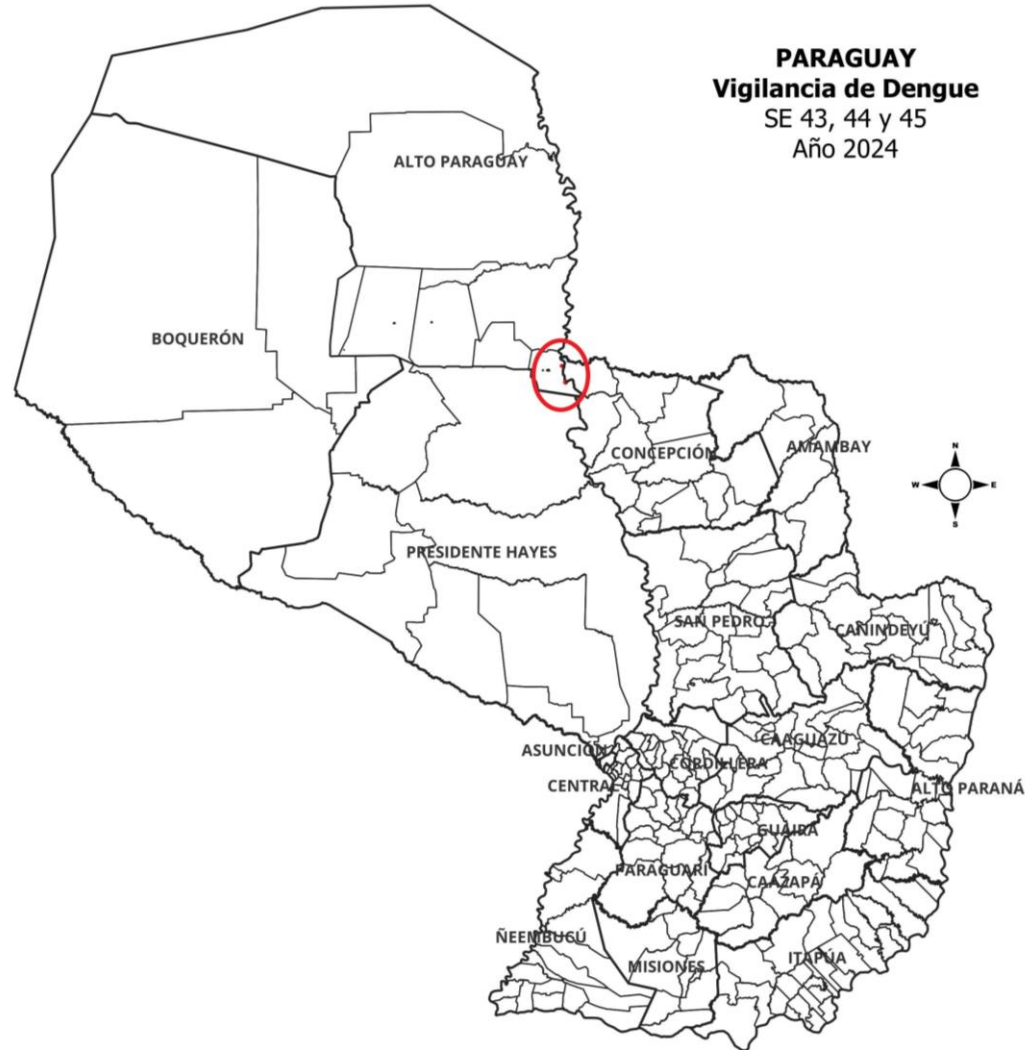 PARAGUAY
Vigilancia de Dengue
SE 43, 44 y 45
Año 2024
ALTO PARAGUAY
BOQUERÓN
CONCEPCIÓN
AMAMBAY
N
W
E
S
PRESIDENTE HAYES
SAN PEDRO
CANINDEYÚ
ASUNCIÓN
CAAGUAZÚ
CORDILLERA
CENTRAL
ALTO PARANÁ
GUAIRÁ
PARAGUARÍ
CAAZAPÁ
ÑEEMBUCÚ
MISIONES
ITAPÚA